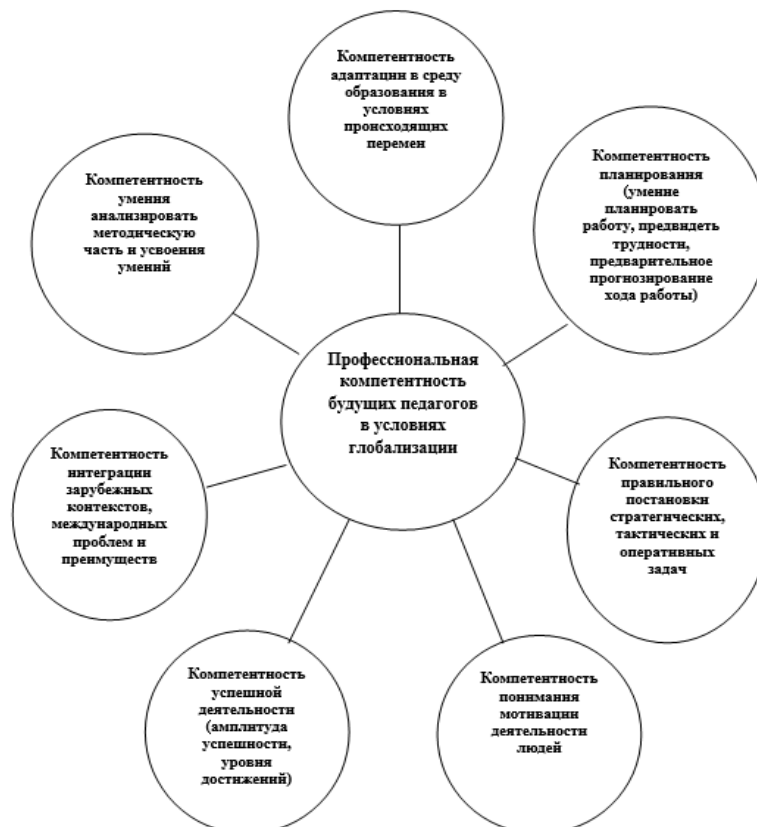 Компетентность
адаптации в среду
образования в
условиях
происходящих
перемен
Компетентность
планирования
(умение
планировать
работу, предвидеть
трудности,
предварительное
прогнозирование
хода работы)
Компетентность
умения
анализировать
методическую
часть и усвоения
умений
Профессиональная
компетентность
будущих педагогов
в условиях
глобализации
Компетентность
интеграции
зарубежных
контекстов,
международных
проблем и
преимуществ
Компетентность
правильного
постановки
стратегических,
тактических и
оперативных
задач
Компетентность
успешной
деятельности
(амплитуда
успешности,
уровня
достижений)
Компетентность
понимания
мотивации
деятельности
людей